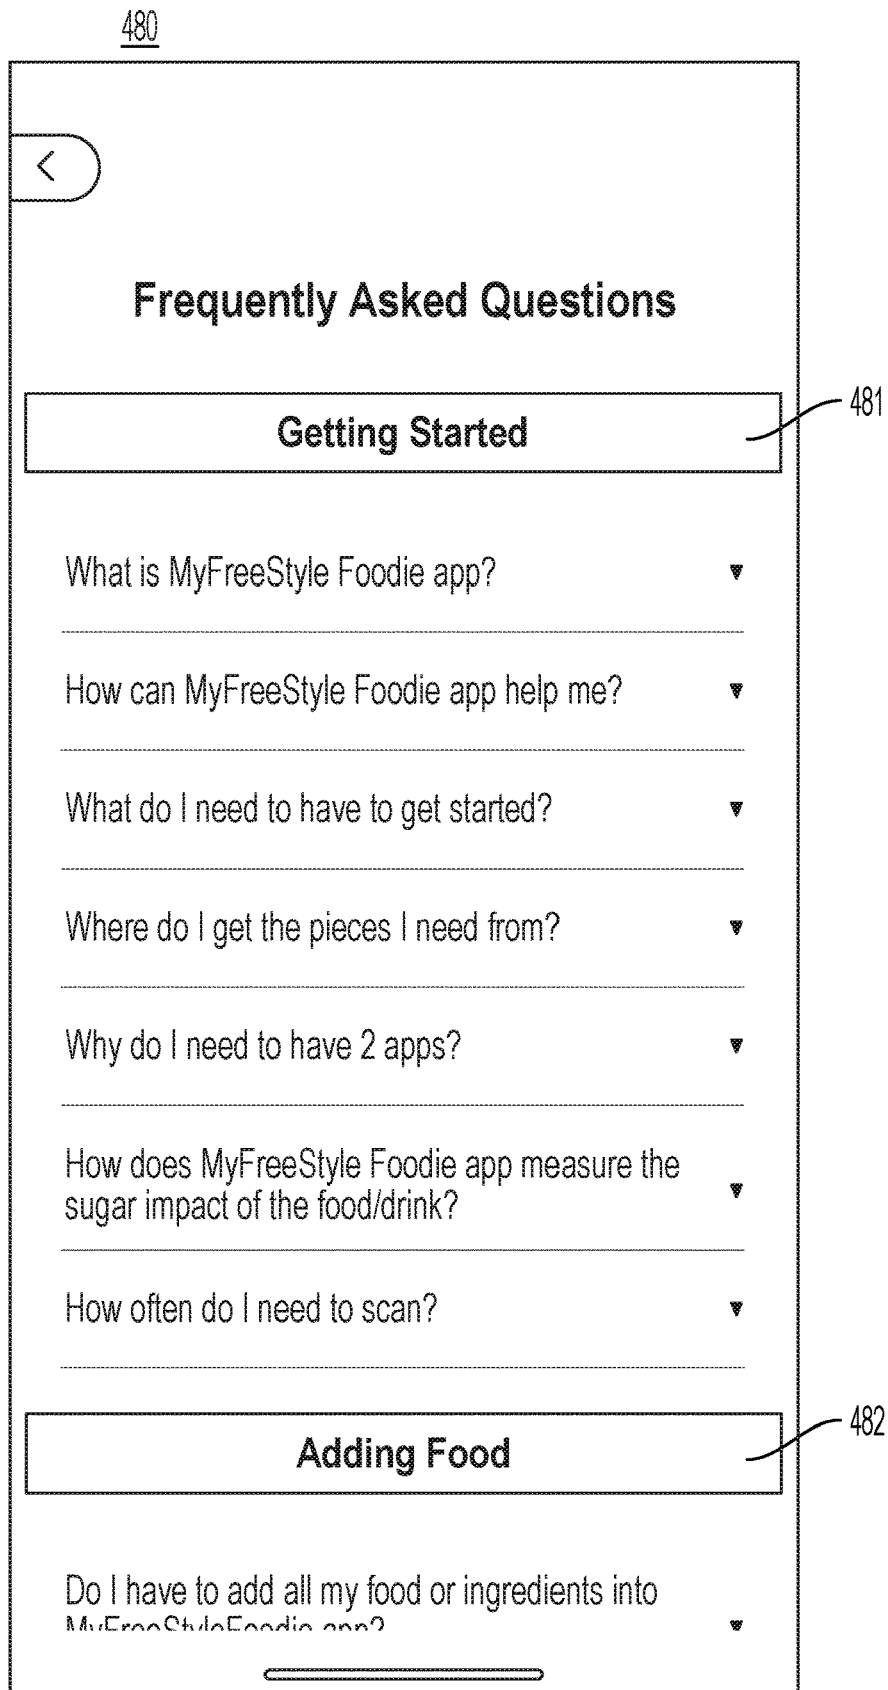 480
Frequently Asked Questions
Getting Started
481
What is MyFreeStyle Foodie app?
How can MyFreeStyle Foodie app help me?
What do I need to have to get started?
Where do I get the pieces I need from?
Why do I need to have 2 apps?
How does MyFreeStyle Foodie app measure the
sugar impact of the food/drink?
How often do I need to scan?
Adding Food
482
Do I have to add all my food or ingredients into
MyFreeStyleFoodie app?